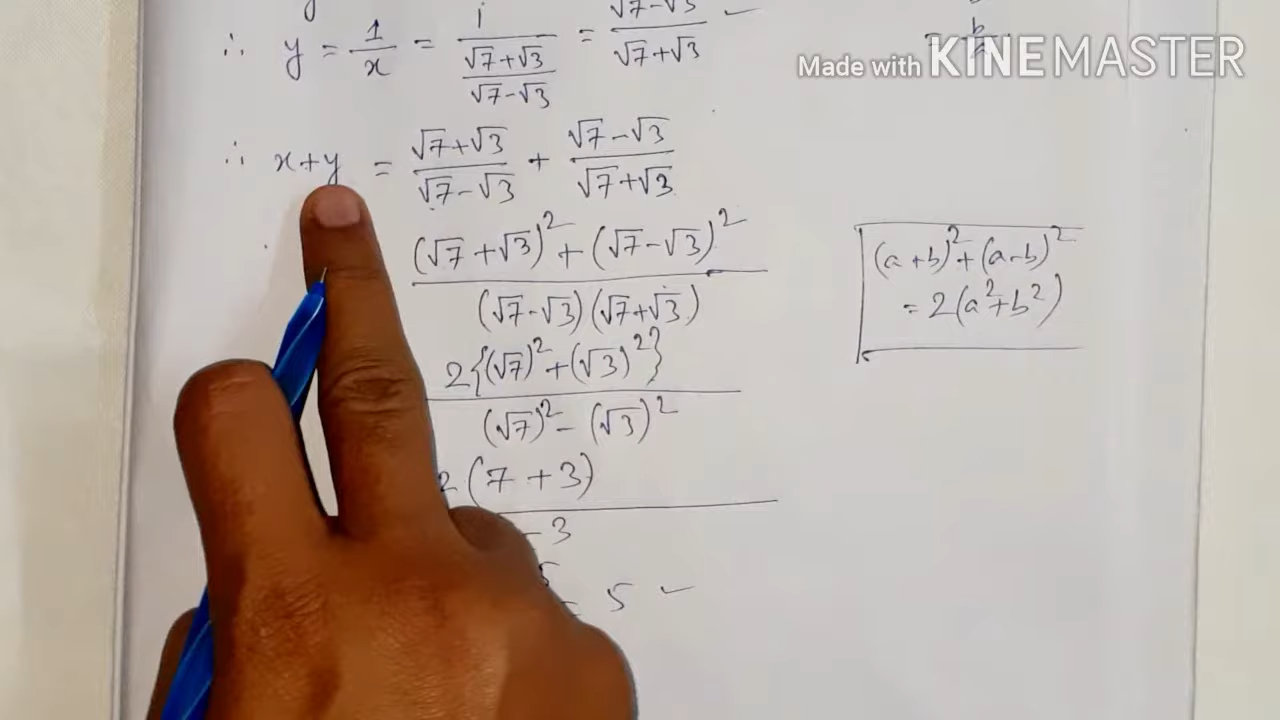 ∴ y = 1/x = 1/((√7+√3)/(√7-√3)) = (√7-√3)/(√7+√3)
Made with KINEMASTER
∴ x+y = (√7+√3)/(√7-√3) + (√7-√3)/(√7+√3)
((√7+√3)² + (√7-√3)²)/((√7-√3)(√7+√3))
(a+b)²+(a-b)²
= 2(a²+b²)
2{(√7)²+(√3)²}/((√7)²-(√3)²)
2(7+3)
-3
= 5